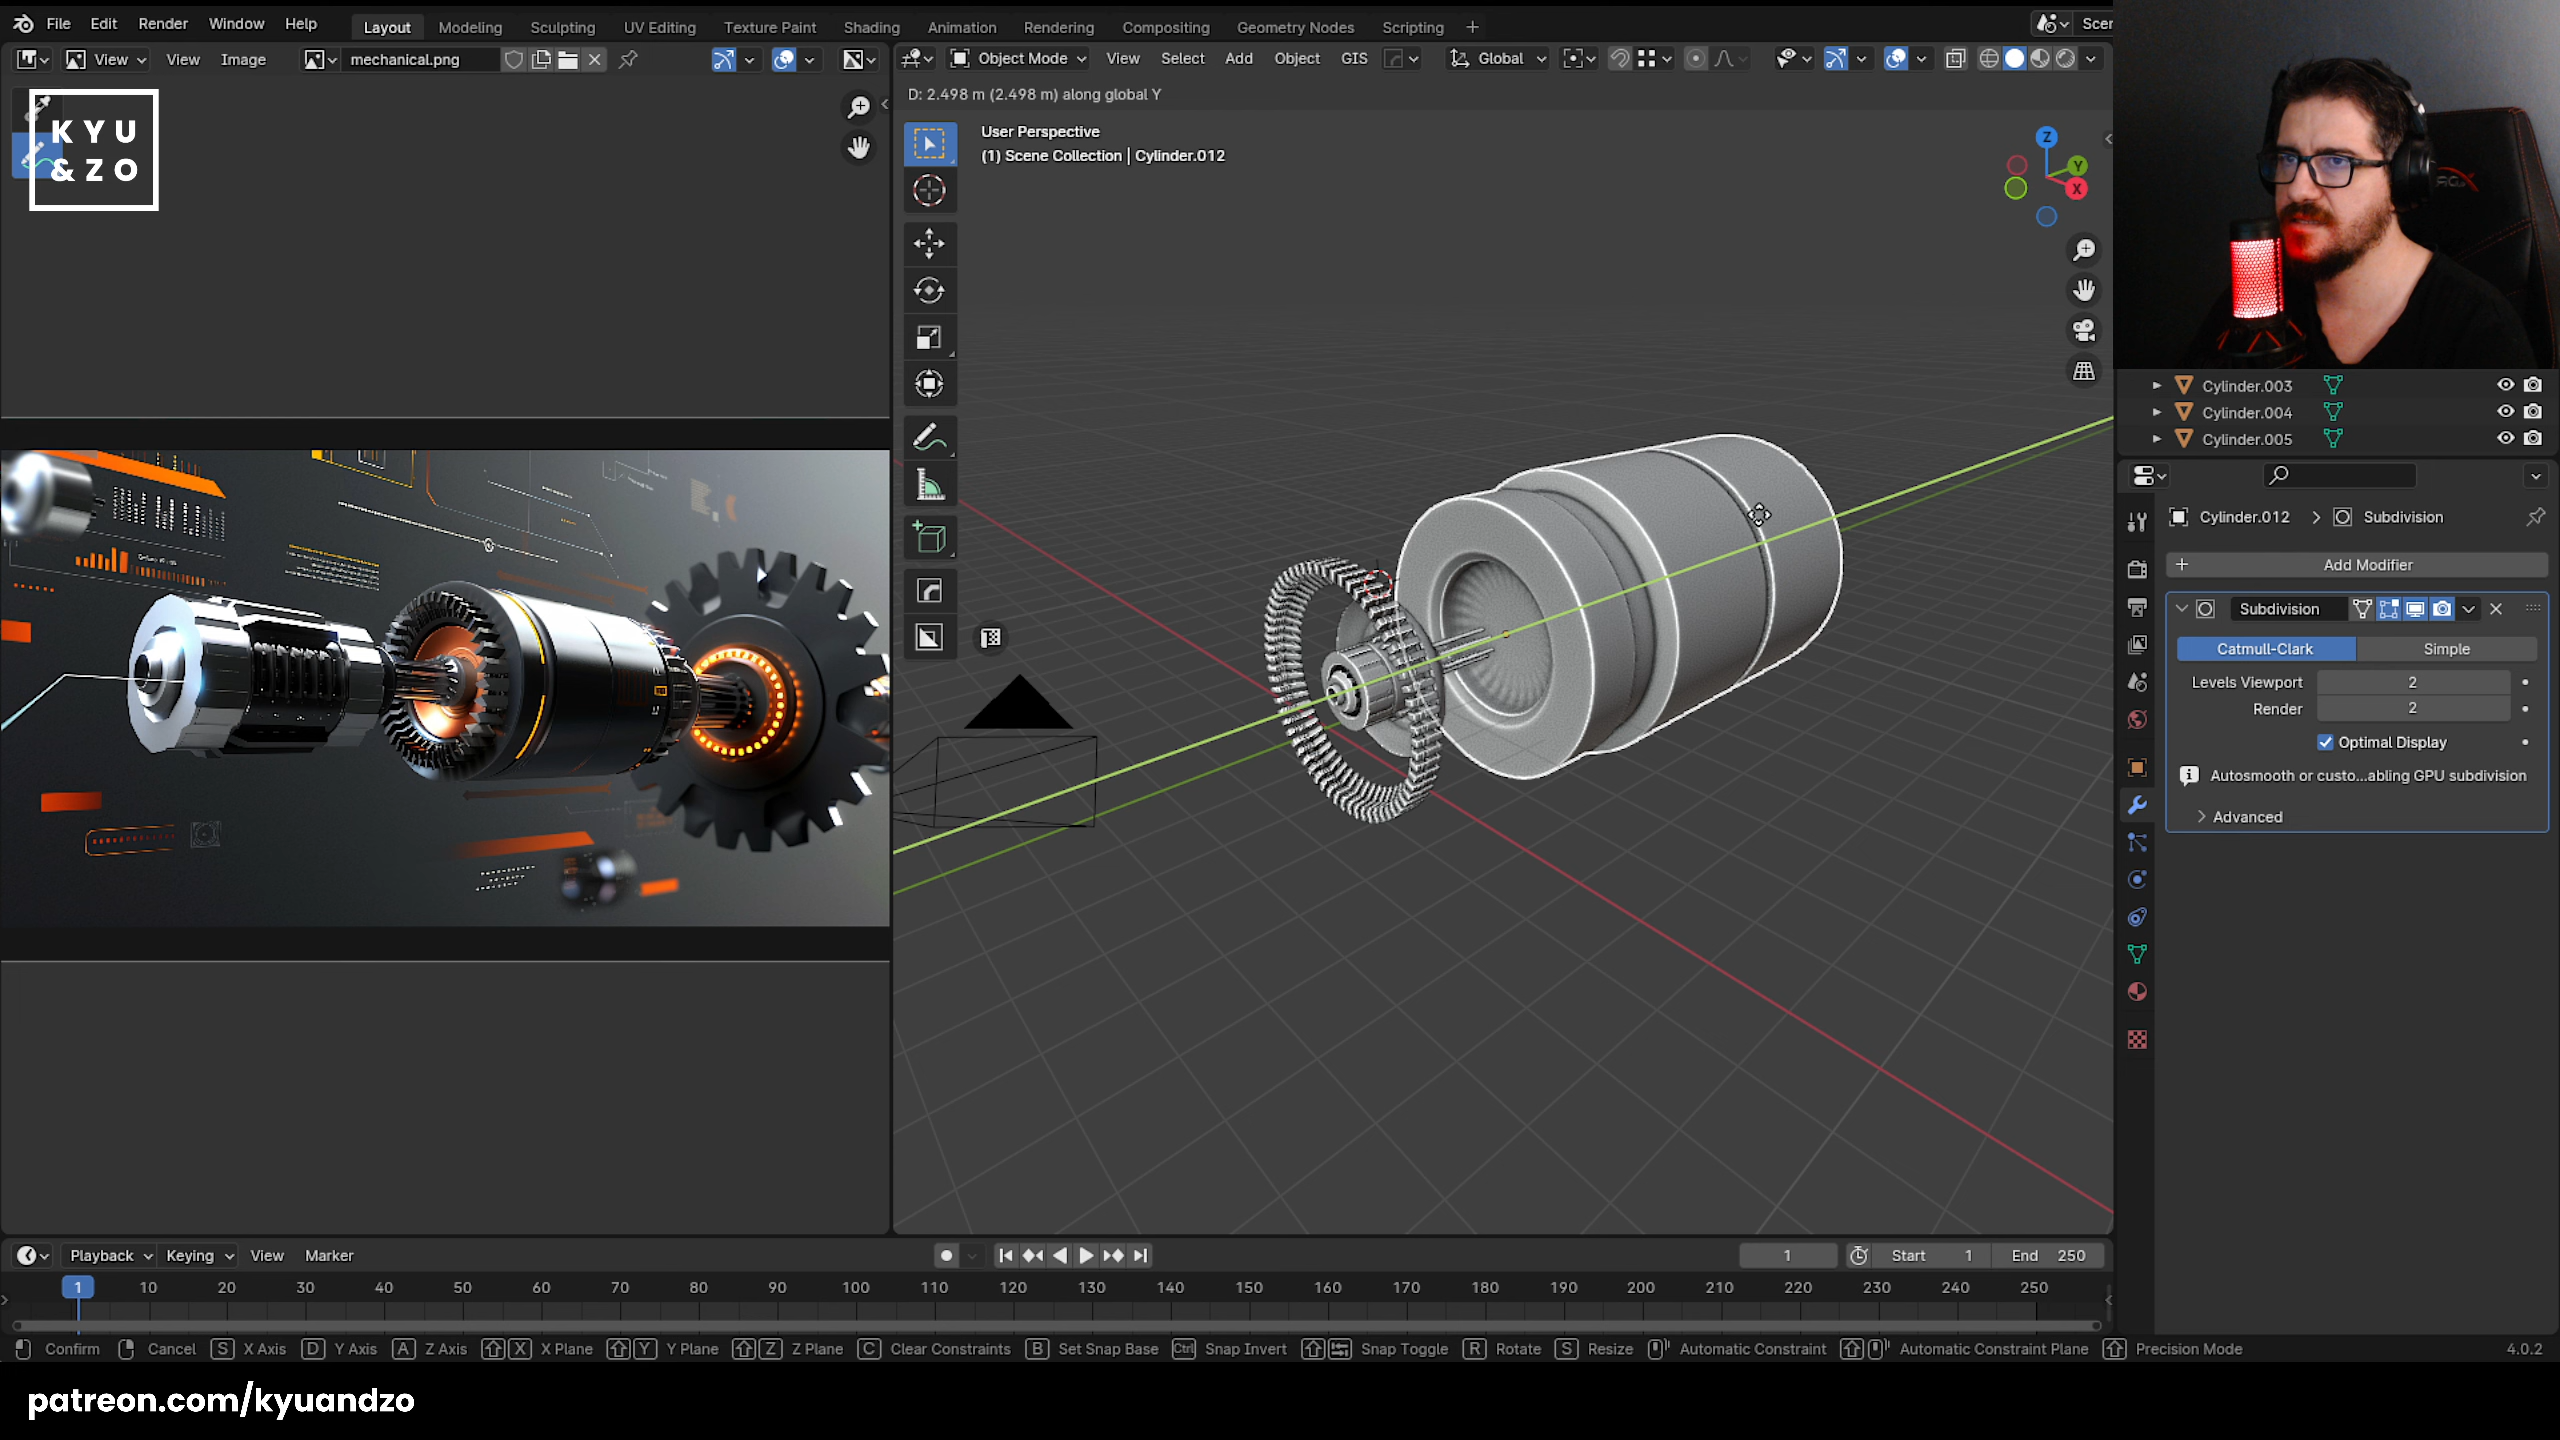 File Edit Render Window Help Layout Modeling Sculpting UV Editing Texture Paint Shading Animation Rendering Compositing Geometry Nodes Scripting + Scer
View View Image mechanical.png Object Mode View Select Add Object GIS Global
D: 2.498 m (2.498 m) along global Y
KYU
&ZO
User Perspective
(1) Scene Collection | Cylinder.012
Z
Y
X
Cylinder.003
Cylinder.004
Cylinder.005
Cylinder.012 > Subdivision
+ Add Modifier
Subdivision
Catmull-Clark Simple
Levels Viewport 2
Render 2
Optimal Display
Autosmooth or custo...abling GPU subdivision
Advanced
Playback Keying View Marker 1 Start 1 End 250
1 10 20 30 40 50 60 70 80 90 100 110 120 130 140 150 160 170 180 190 200 210 220 230 240 250
Confirm Cancel S X Axis D Y Axis A Z Axis X X Plane Y Y Plane Z Z Plane C Clear Constraints B Set Snap Base Ctrl Snap Invert Snap Toggle R Rotate S Resize Automatic Constraint Automatic Constraint Plane Precision Mode 4.0.2
patreon.com/kyuandzo